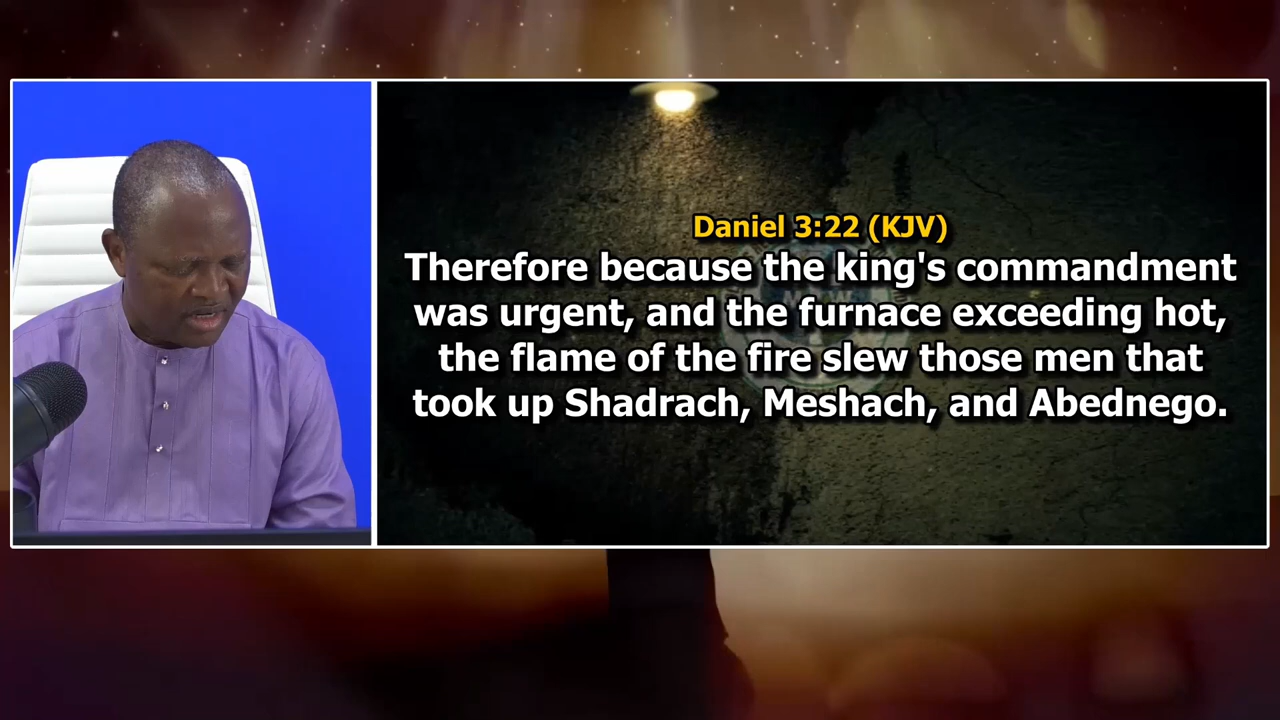 Daniel 3:22 (KJV)
Therefore because the king's commandment
was urgent, and the furnace exceeding hot,
the flame of the fire slew those men that
took up Shadrach, Meshach, and Abednego.